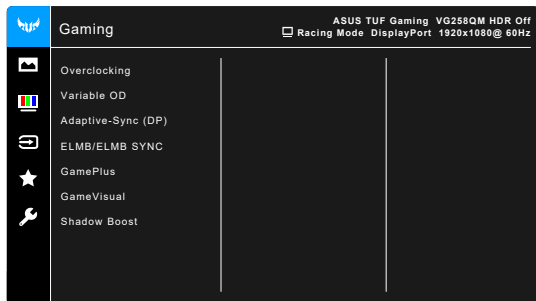 Gaming
ASUS TUF Gaming VG258QM HDR Off
Racing Mode DisplayPort 1920x1080@ 60Hz
Overclocking
Variable OD
Adaptive-Sync (DP)
ELMB/ELMB SYNC
GamePlus
GameVisual
Shadow Boost